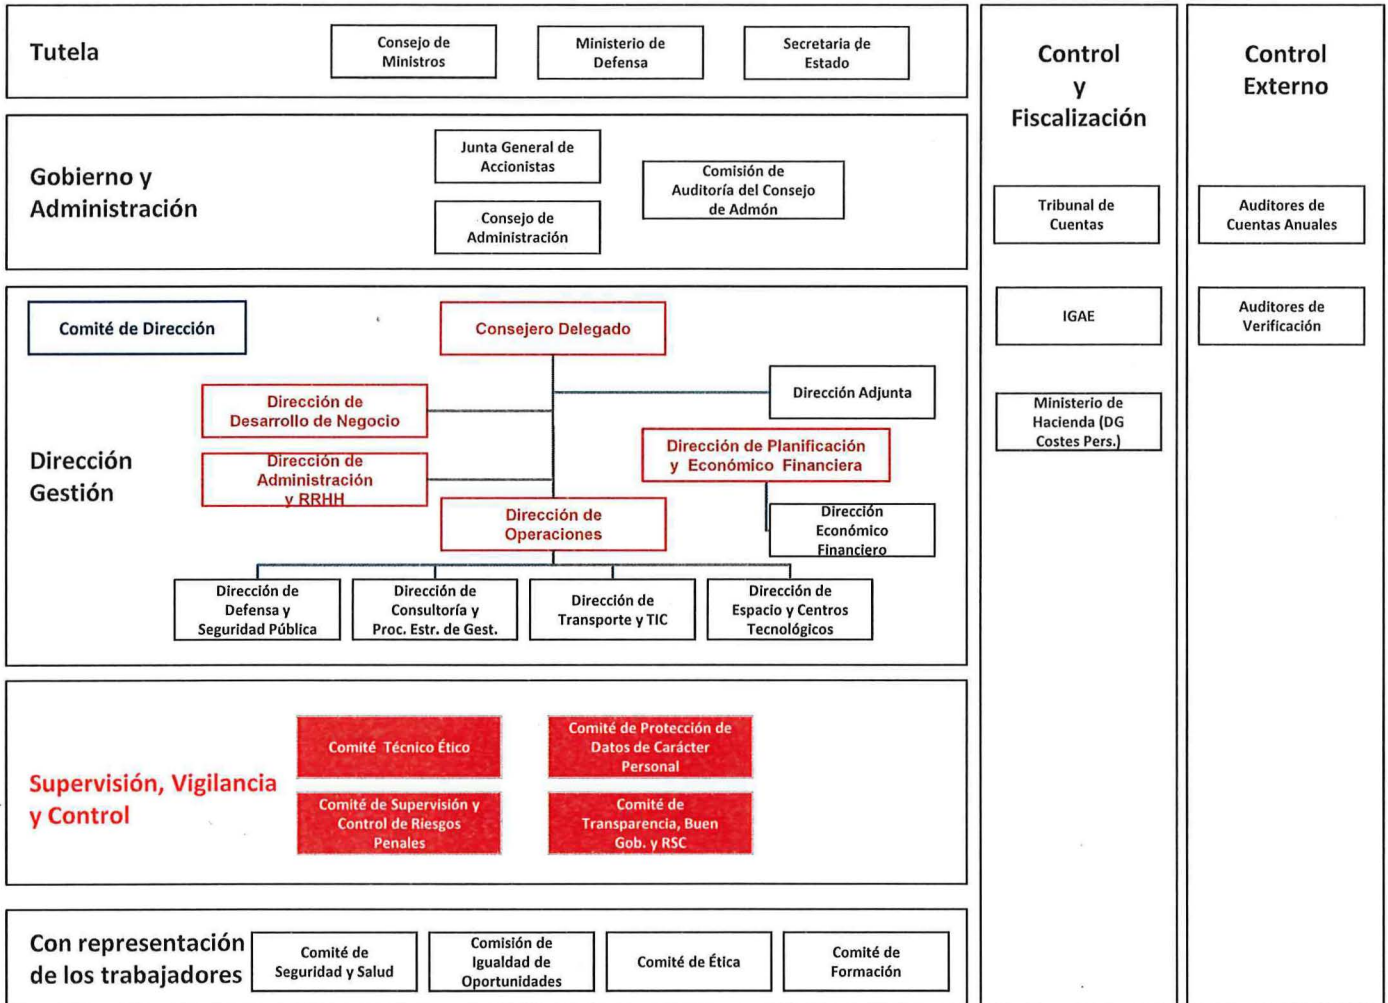 Tutela
Consejo de
Ministros
Ministerio de
Defensa
Secretaria de
Estado
Gobierno y
Administración
Junta General de
Accionistas
Consejo de
Administración
Comisión de
Auditoría del Consejo
de Admón
Dirección
Gestión
Comité de Dirección
Consejero Delegado
Dirección Adjunta
Dirección de
Desarrollo de Negocio
Dirección de Planificación
y Económico Financiera
Dirección de
Administración
y RRHH
Dirección
Económico
Financiero
Dirección de
Operaciones
Dirección de
Defensa y
Seguridad Pública
Dirección de
Consultoría y
Proc. Estr. de Gest.
Dirección de
Transporte y TIC
Dirección de
Espacio y Centros
Tecnológicos
Supervisión, Vigilancia
y Control
Comité Técnico Ético
Comité de Protección de
Datos de Carácter
Personal
Comité de Supervisión y
Control de Riesgos
Penales
Comité de
Transparencia, Buen
Gob. y RSC
Con representación
de los trabajadores
Comité de
Seguridad y Salud
Comisión de
Igualdad de
Oportunidades
Comité de Ética
Comité de
Formación
Control
y
Fiscalización
Tribunal de
Cuentas
IGAE
Ministerio de
Hacienda (DG
Costes Pers.)
Control
Externo
Auditores de
Cuentas Anuales
Auditores de
Verificación